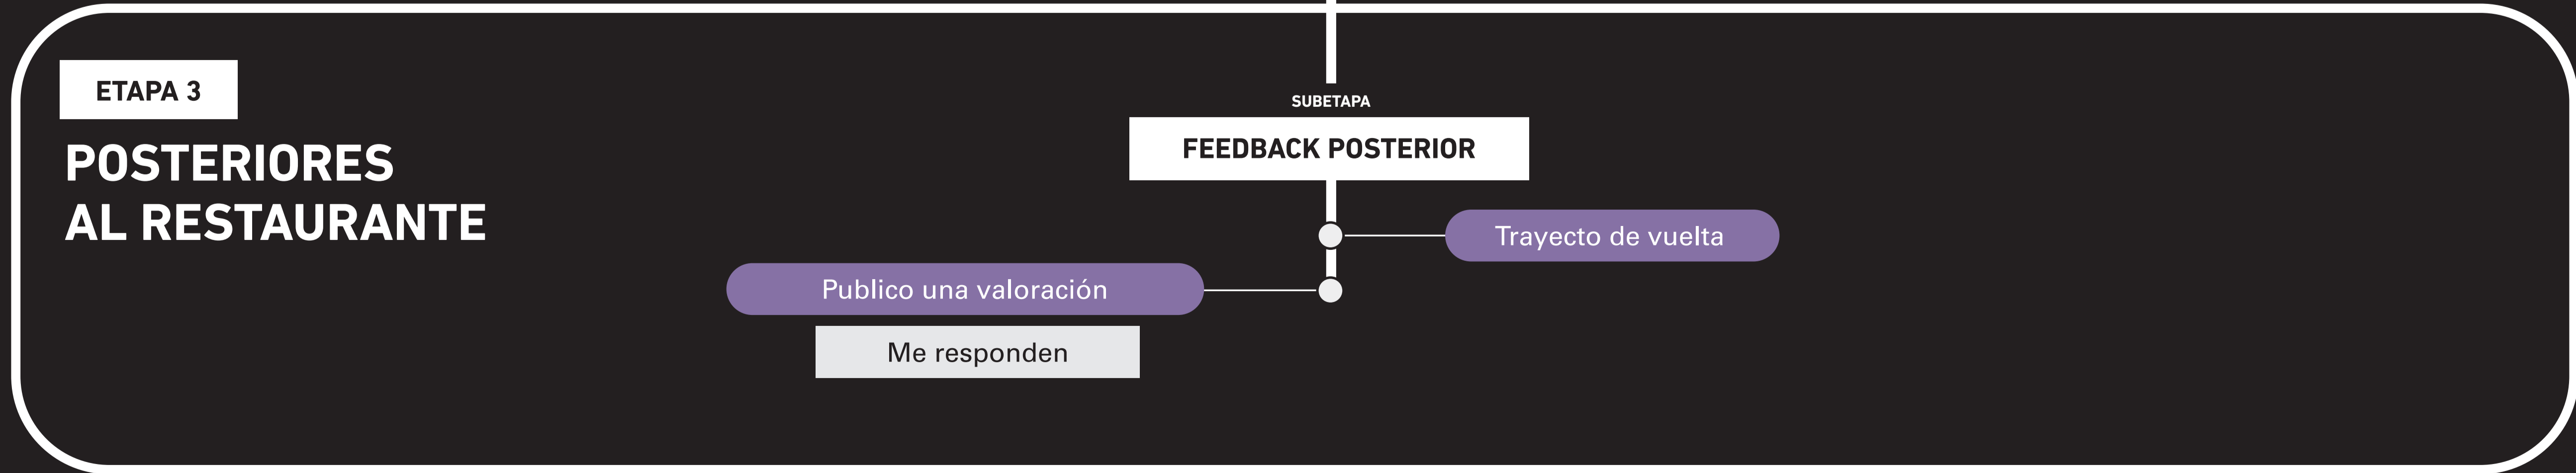 ETAPA 3
POSTERIORES
AL RESTAURANTE
SUBETAPA
FEEDBACK POSTERIOR
Trayecto de vuelta
Publico una valoración
Me responden